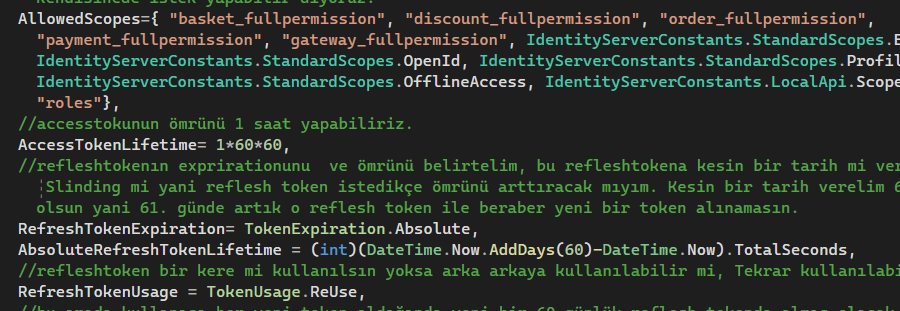 kendisinede istek yapabilir diyoruz.
AllowedScopes={ "basket_fullpermission", "discount_fullpermission", "order_fullpermission",
"payment_fullpermission", "gateway_fullpermission", IdentityServerConstants.StandardScopes.E
IdentityServerConstants.StandardScopes.OpenId, IdentityServerConstants.StandardScopes.Profil
IdentityServerConstants.StandardScopes.OfflineAccess, IdentityServerConstants.LocalApi.Scope
"roles"},
//accesstokunun ömrünü 1 saat yapabiliriz.
AccessTokenLifetime= 1*60*60,
//refleshtokenın exprirationunu  ve ömrünü belirtelim, bu refleshtokena kesin bir tarih mi ver
Slinding mi yani reflesh token istedikçe ömrünü arttıracak mıyım. Kesin bir tarih verelim 6
olsun yani 61. günde artık o reflesh token ile beraber yeni bir token alınamasın.
RefreshTokenExpiration= TokenExpiration.Absolute,
AbsoluteRefreshTokenLifetime = (int)(DateTime.Now.AddDays(60)-DateTime.Now).TotalSeconds,
//refleshtoken bir kere mi kullanılsın yoksa arka arkaya kullanılabilir mi, Tekrar kullanılabi
RefreshTokenUsage = TokenUsage.ReUse,